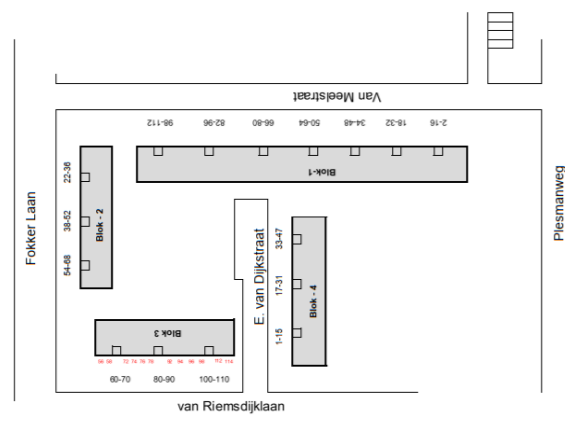 Van Meelstraat
98-112 82-96 66-80 50-64 34-48 18-32 2-16
Blok-1
22-36
38-52
54-68
Blok - 2
Fokker Laan
Plesmanweg
E. van Dijkstraat
33-47
17-31
1-15
Blok - 4
Blok 3
60-70 80-90 100-110
van Riemsdijklaan